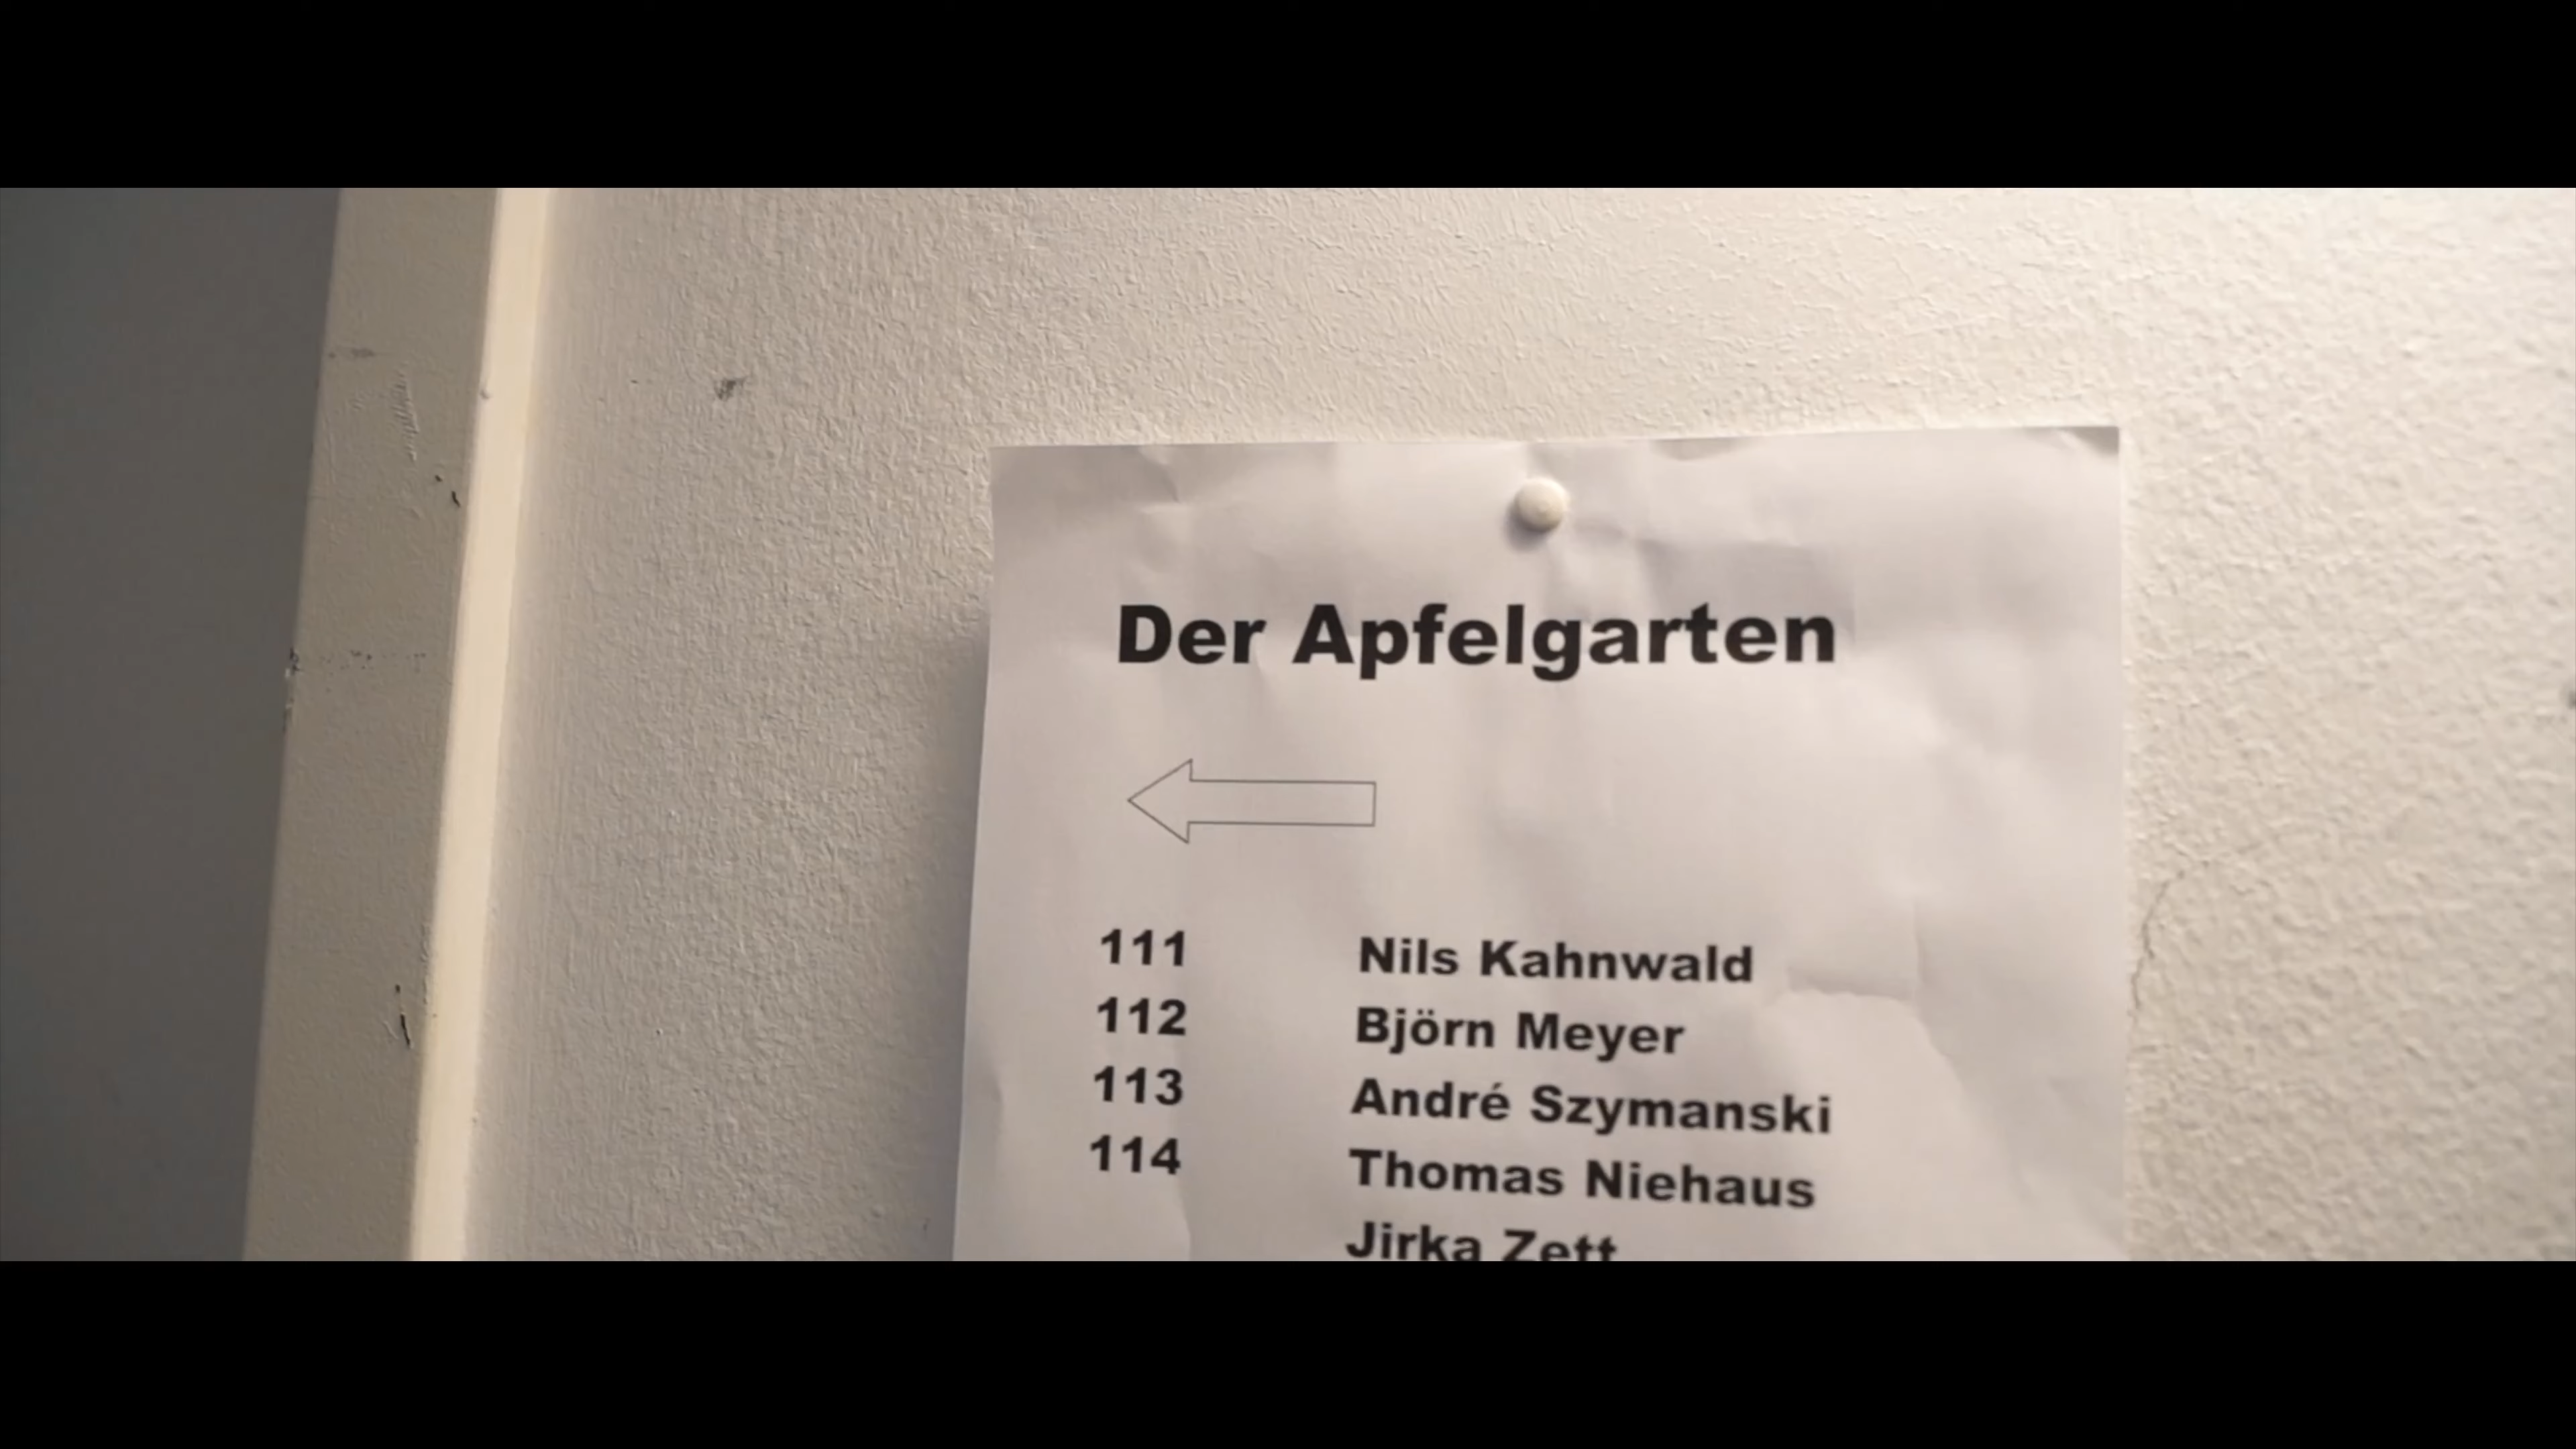 Der Apfelgarten
111 Nils Kahnwald
112 Björn Meyer
113 André Szymanski
114 Thomas Niehaus
Jirka Zett